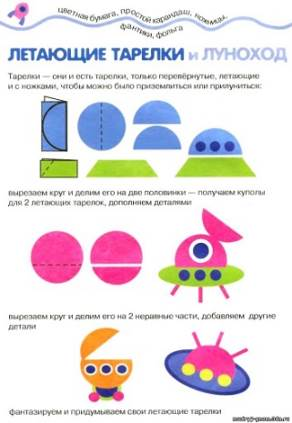 цветная бумага, простой карандаш, ножницы,
фантики, фольга
ЛЕТАЮЩИЕ ТАРЕЛКИ и ЛУНОХОД
Тарелки — они и есть тарелки, только перевёрнутые, летающие
и с ножками, чтобы можно было приземлиться или прилуниться:
вырезаем круг и делим его на две половинки — получаем куполы
для 2 летающих тарелок, дополняем деталями
вырезаем круг и делим его на 2 неравные части, добавляем другие
детали
фантазируем и придумываем свои летающие тарелки